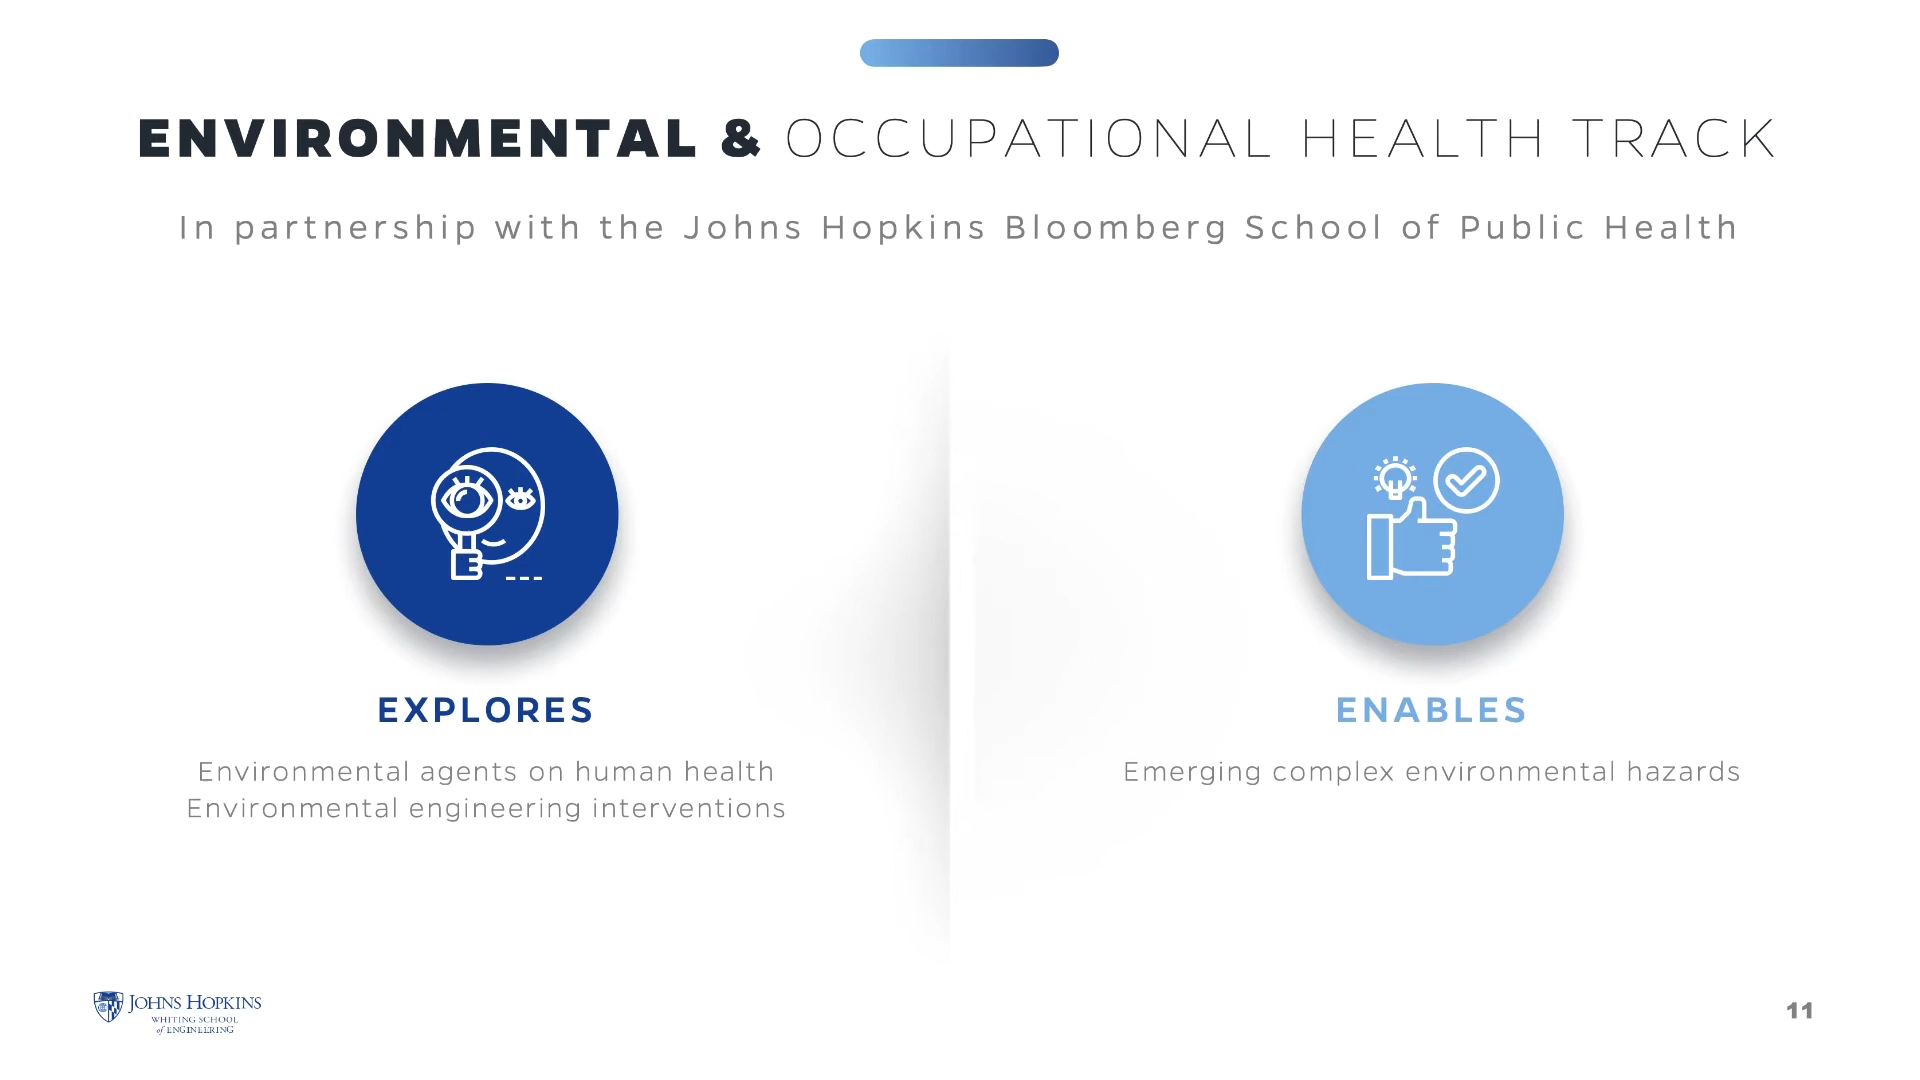 ENVIRONMENTAL & OCCUPATIONAL HEALTH TRACK
In partnership with the Johns Hopkins Bloomberg School of Public Health
EXPLORES
Environmental agents on human health
Environmental engineering interventions
ENABLES
Emerging complex environmental hazards
JOHNS HOPKINS
WHITING SCHOOL
of ENGINEERING
11